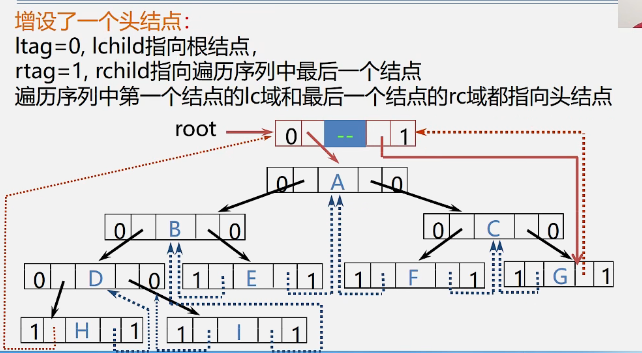 增设了一个头结点：
ltag=0, lchild指向根结点，
rtag=1, rchild指向遍历序列中最后一个结点
遍历序列中第一个结点的lc域和最后一个结点的rc域都指向头结点
root 0 -- 1
0 A 0
0 B 0 0 C 0
0 D 0 1 E 1 1 F 1 1 G 1
1 H 1 1 I 1